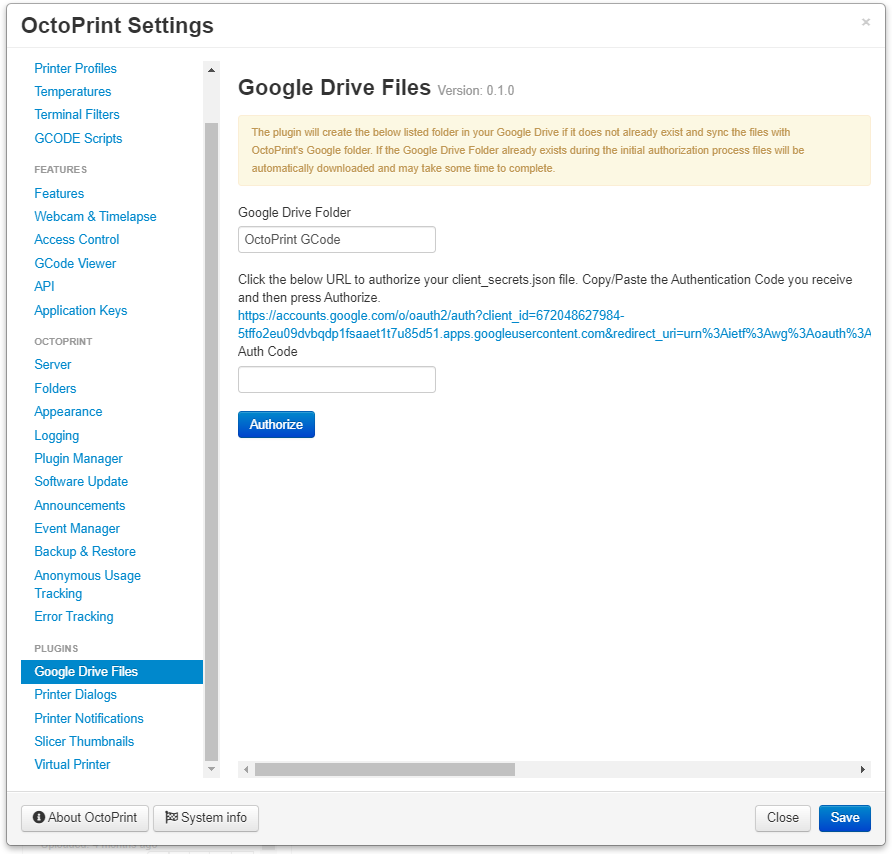 OctoPrint Settings
×
Printer Profiles
Temperatures
Terminal Filters
GCODE Scripts
FEATURES
Features
Webcam & Timelapse
Access Control
GCode Viewer
API
Application Keys
OCTOPRINT
Server
Folders
Appearance
Logging
Plugin Manager
Software Update
Announcements
Event Manager
Backup & Restore
Anonymous Usage
Tracking
Error Tracking
PLUGINS
Google Drive Files
Printer Dialogs
Printer Notifications
Slicer Thumbnails
Virtual Printer
Google Drive Files Version: 0.1.0
The plugin will create the below listed folder in your Google Drive if it does not already exist and sync the files with
OctoPrint's Google folder. If the Google Drive Folder already exists during the initial authorization process files will be
automatically downloaded and may take some time to complete.
Google Drive Folder
OctoPrint GCode
Click the below URL to authorize your client_secrets.json file. Copy/Paste the Authentication Code you receive
and then press Authorize.
https://accounts.google.com/o/oauth2/auth?client_id=672048627984-
5tffo2eu09dvbqdp1fsaaet1t7u85d51.apps.googleusercontent.com&redirect_uri=urn%3Aietf%3Awg%3Aoauth%3A
Auth Code
Authorize
About OctoPrint
System info
Close
Save